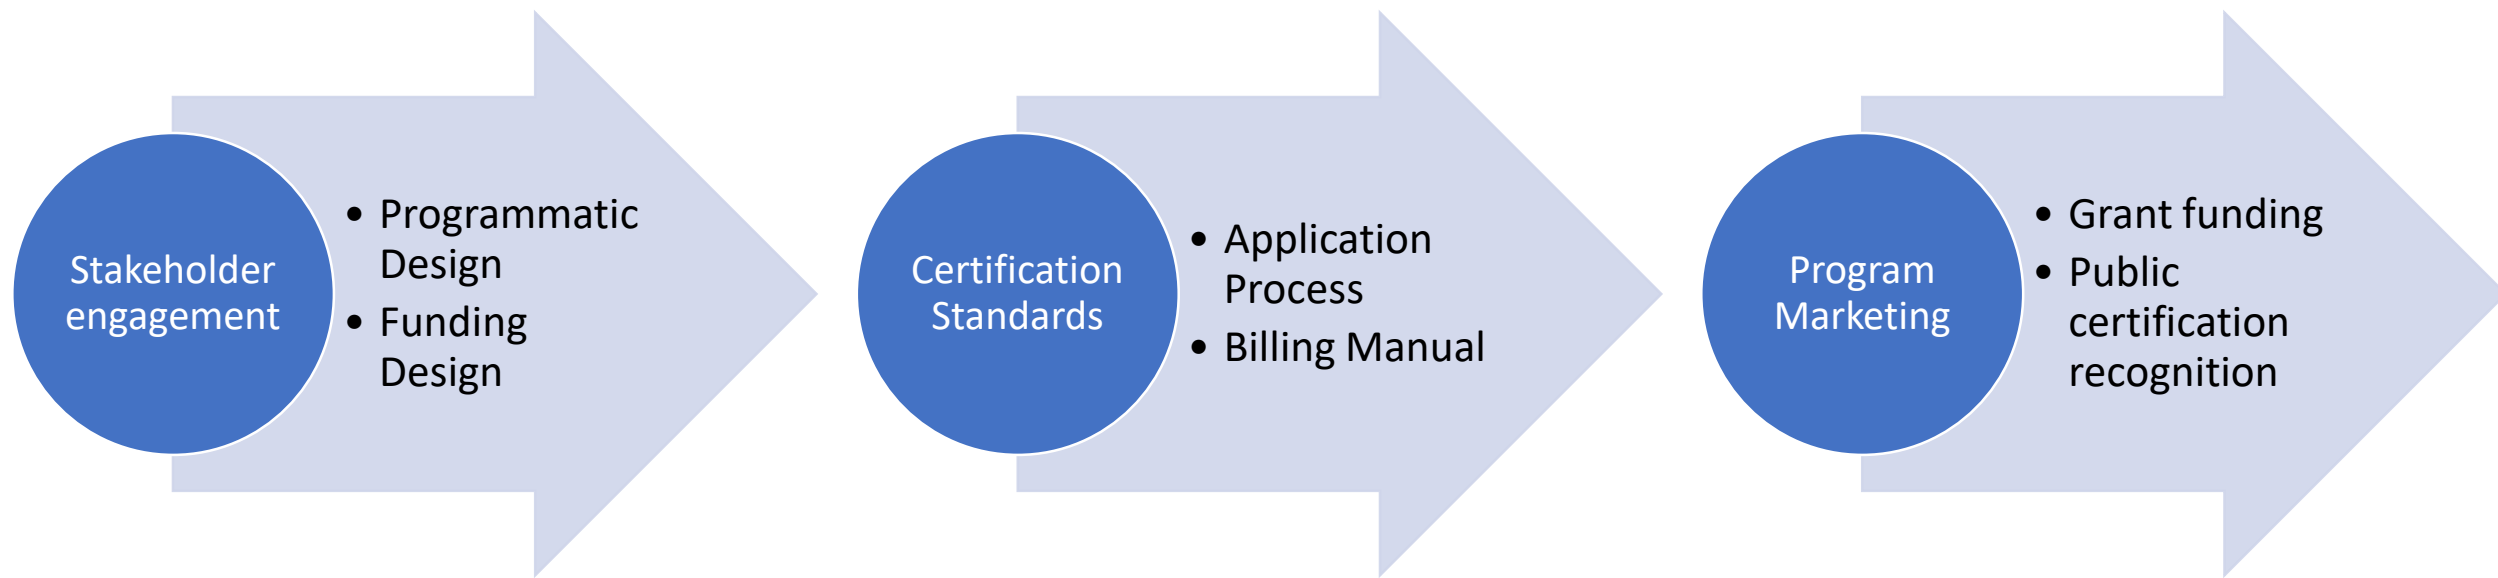 Stakeholder
engagement
• Programmatic
Design
• Funding
Design
Certification
Standards
• Application
Process
• Billing Manual
Program
Marketing
• Grant funding
• Public
certification
recognition